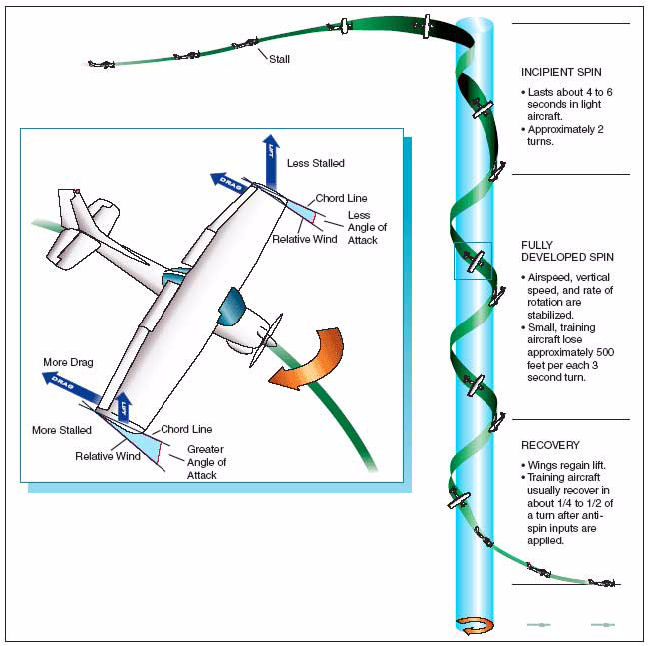 Stall
INCIPIENT SPIN
• Lasts about 4 to 6
seconds in light
aircraft.
• Approximately 2
turns.
LIFT
Less Stalled
DRAG
Chord Line
Less
Angle of
Attack
Relative Wind
FULLY
DEVELOPED SPIN
• Airspeed, vertical
speed, and rate of
rotation are
stabilized.
• Small, training
aircraft lose
approximately 500
feet per each 3
second turn.
More Drag
DRAG
LIFT
More Stalled
Chord Line
Relative Wind
Greater
Angle of
Attack
RECOVERY
• Wings regain lift.
• Training aircraft
usually recover in
about 1/4 to 1/2 of
a turn after anti-
spin inputs are
applied.